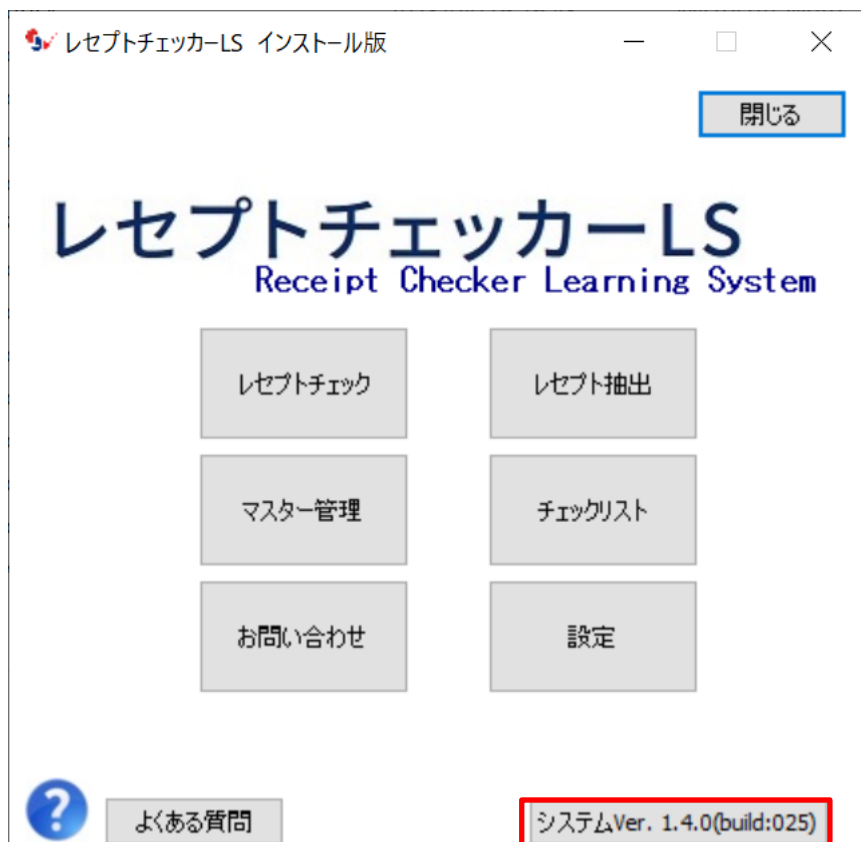 レセプトチェッカーLS インストール版
閉じる
レセプトチェッカーLS
Receipt Checker Learning System
レセプトチェック
レセプト抽出
マスター管理
チェックリスト
お問い合わせ
設定
?
よくある質問
システムVer. 1.4.0(build:025)